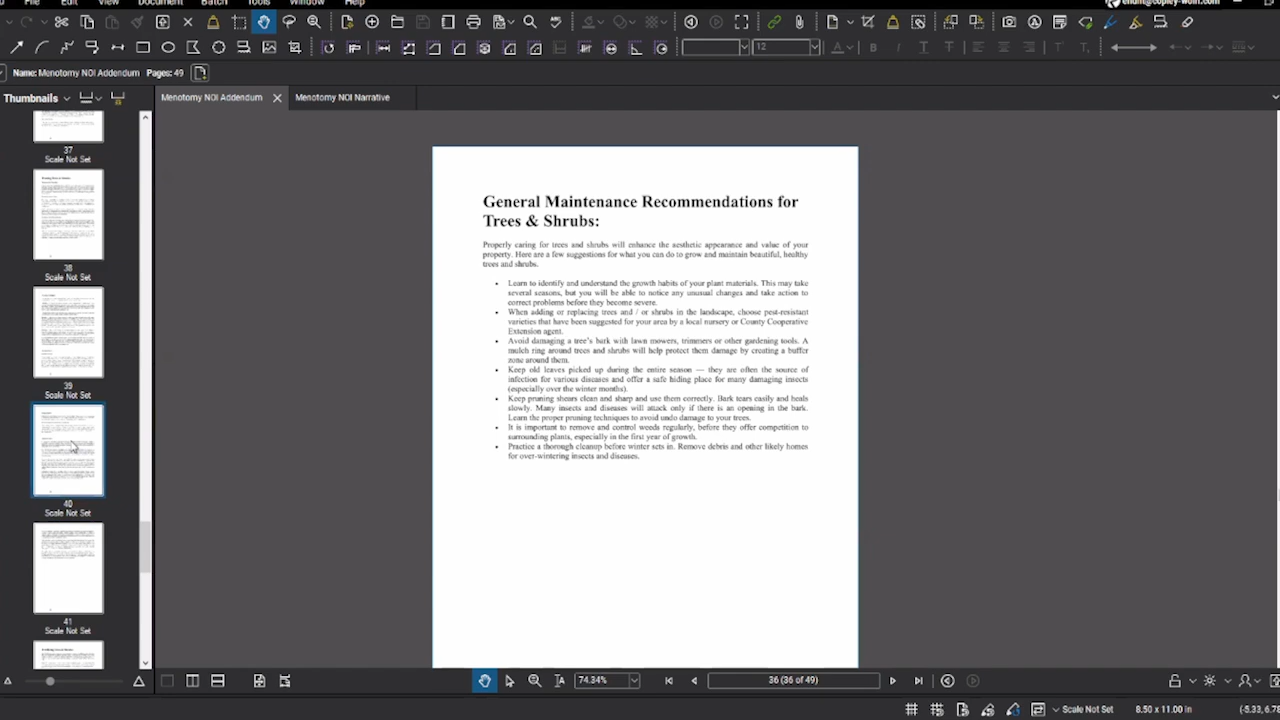 File Edit View Document Batch Tools Window Help
endri@copley-wolff.com
12
Name: Menotomy NOI Addendum Pages: 49
Thumbnails
Menotomy NOI Addendum
Menotomy NOI Narrative
37
Scale Not Set
38
Scale Not Set
39
Scale Not Set
40
Scale Not Set
41
Scale Not Set
General Maintenance Recommendations for
Trees & Shrubs:
Properly caring for trees and shrubs will enhance the aesthetic appearance and value of your
property. Here are a few suggestions for what you can do to grow and maintain beautiful, healthy
trees and shrubs.
• Learn to identify and understand the growth habits of your plant materials. This may take
several seasons, but you will be able to notice any unusual changes and take action to
correct problems before they become severe.
• When adding or replacing trees and / or shrubs in the landscape, choose pest-resistant
varieties that have been suggested for your area by a local nursery or County Cooperative
Extension agent.
• Avoid damaging a tree's bark with lawn mowers, trimmers or other gardening tools. A
mulch ring around trees and shrubs will help protect them damage by creating a buffer
zone around them.
• Keep old leaves picked up during the entire season — they are often the source of
infection for various diseases and offer a safe hiding place for many damaging insects
(especially over the winter months).
• Keep pruning shears clean and sharp and use them correctly. Bark tears easily and heals
slowly. Many insects and diseases will attack only if there is an opening in the bark.
Learn the proper pruning techniques to avoid undo damage to your trees.
• It is important to remove and control weeds regularly, before they offer competition to
surrounding plants, especially in the first year of growth.
• Practice a thorough cleanup before winter sets in. Remove debris and other likely homes
for over-wintering insects and diseases.
74.34%
36 (36 of 49)
Scale Not Set
8.50 x 11.00 in